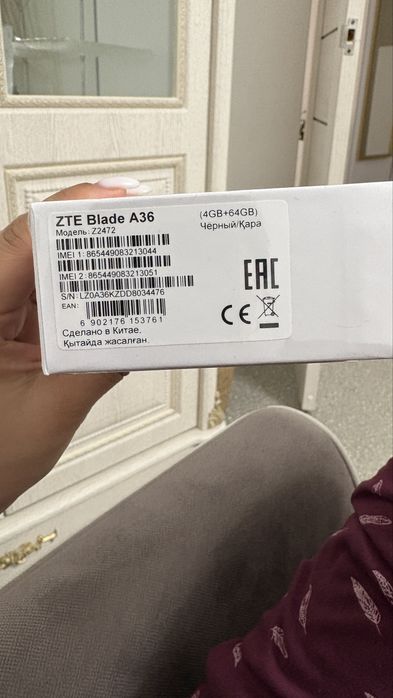 ZTE Blade A36
(4GB+64GB)
Модель: Z2472
Черный/Қара
IMEI 1: 865449083213044
IMEI 2: 865449083213051
S/N: LZ0A36KZDD8034476
EAN:
6 902176 153761
EAC
CE
Сделано в Китае.
Қытайда жасалған.